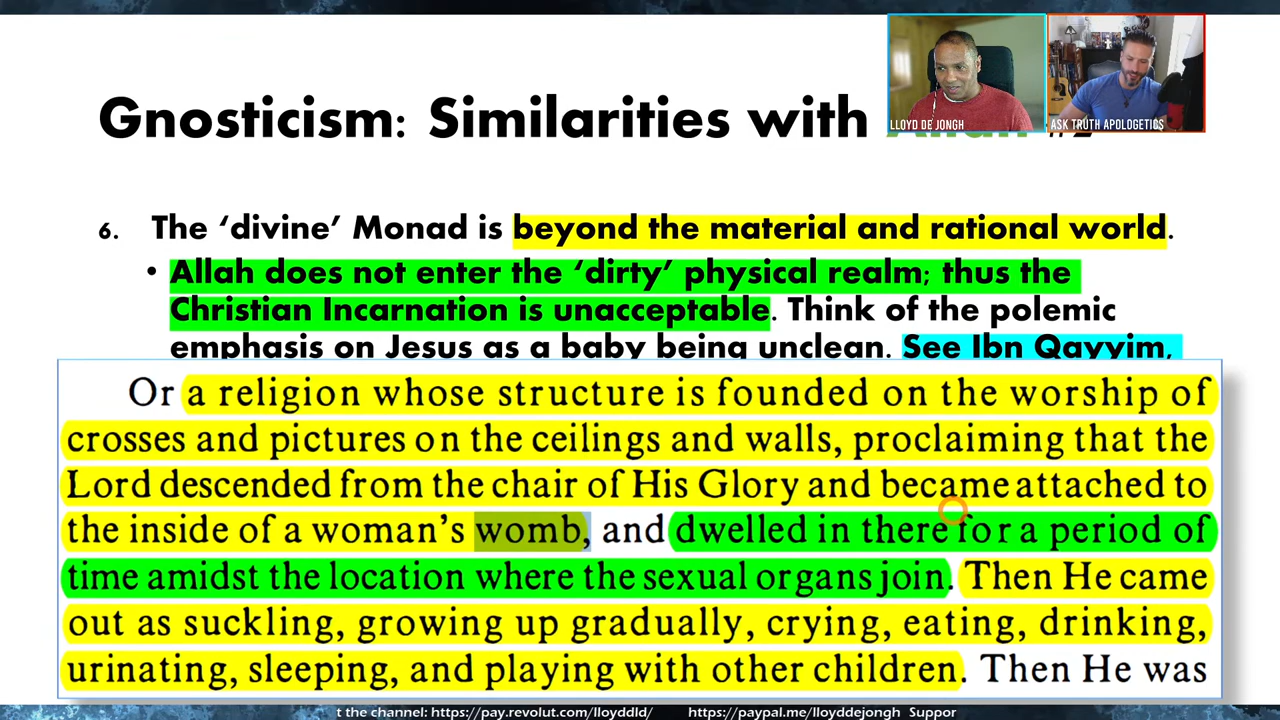 LLOYD DE JONGH
ASK TRUTH APOLOGETICS
Gnosticism: Similarities with
6. The ‘divine’ Monad is beyond the material and rational world.
• Allah does not enter the ‘dirty’ physical realm; thus the
Christian Incarnation is unacceptable. Think of the polemic
emphasis on Jesus as a baby being unclean. See Ibn Qayyim,
Or a religion whose structure is founded on the worship of
crosses and pictures on the ceilings and walls, proclaiming that the
Lord descended from the chair of His Glory and became attached to
the inside of a woman’s womb, and dwelled in there for a period of
time amidst the location where the sexual organs join. Then He came
out as suckling, growing up gradually, crying, eating, drinking,
urinating, sleeping, and playing with other children. Then He was
t the channel: https://pay.revolut.com/lloyddld/ https://paypal.me/lloyddejongh Suppor